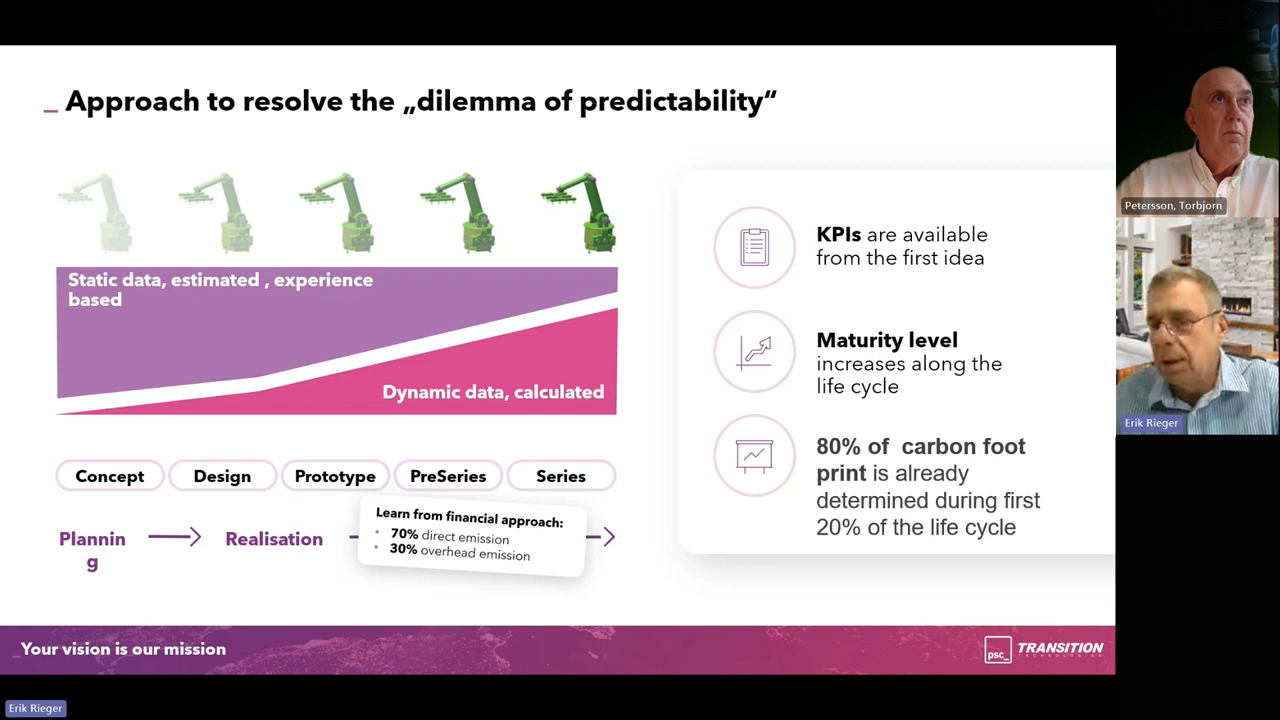 _ Approach to resolve the „dilemma of predictability“
Static data, estimated , experience
based
Dynamic data, calculated
Concept
Design
Prototype
PreSeries
Series
Plannin
g
Realisation
Learn from financial approach:
• 70% direct emission
• 30% overhead emission
KPIs are available
from the first idea
Maturity level
increases along the
life cycle
80% of carbon foot
print is already
determined during first
20% of the life cycle
_Your vision is our mission
psc_
TRANSITION
TECHNOLOGIES
Petersson, Torbjorn
Erik Rieger
Erik Rieger